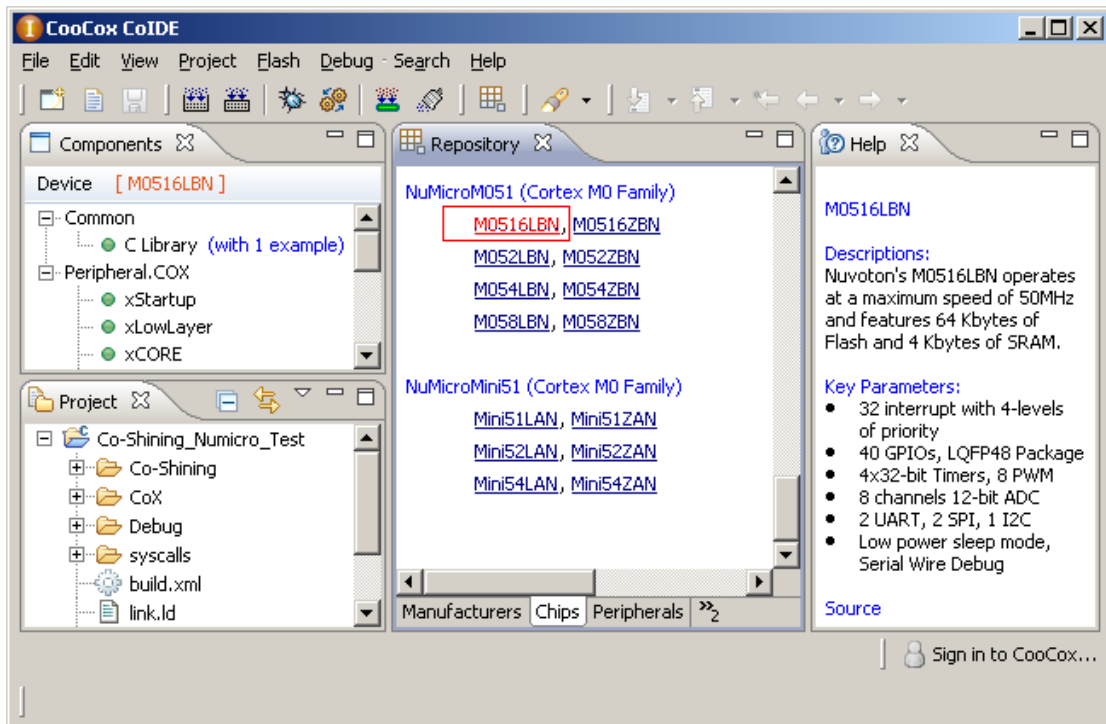 CooCox CoIDE
File Edit View Project Flash Debug Search Help
Components
Device [ M0516LBN ]
Common
C Library (with 1 example)
Peripheral.COX
xStartup
xLowLayer
xCORE
Project
Co-Shining_Numicro_Test
Co-Shining
CoX
Debug
syscalls
build.xml
link.ld
Repository
NuMicroM051 (Cortex M0 Family)
M0516LBN, M0516ZBN
M052LBN, M052ZBN
M054LBN, M054ZBN
M058LBN, M058ZBN
NuMicroMini51 (Cortex M0 Family)
Mini51LAN, Mini51ZAN
Mini52LAN, Mini52ZAN
Mini54LAN, Mini54ZAN
Manufacturers Chips Peripherals »2
Help
M0516LBN
Descriptions:
Nuvoton's M0516LBN operates
at a maximum speed of 50MHz
and features 64 Kbytes of
Flash and 4 Kbytes of SRAM.
Key Parameters:
• 32 interrupt with 4-levels
of priority
• 40 GPIOs, LQFP48 Package
• 4x32-bit Timers, 8 PWM
• 8 channels 12-bit ADC
• 2 UART, 2 SPI, 1 I2C
• Low power sleep mode,
Serial Wire Debug
Source
Sign in to CooCox...